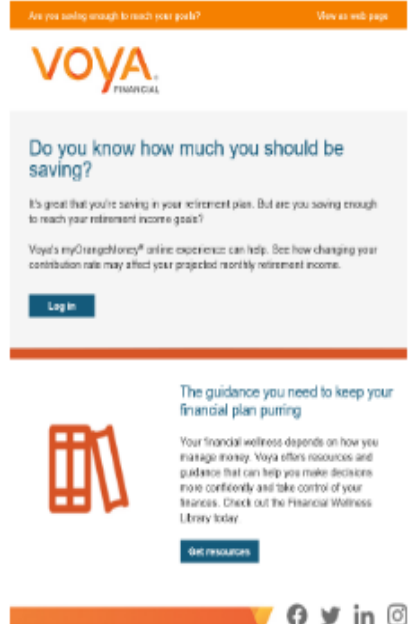 Are you saving enough to reach your goals?
View as web page
VOYA
FINANCIAL
Do you know how much you should be
saving?
It's great that you're saving in your retirement plan. But are you saving enough
to reach your retirement income goals?
Voya's myOrangeMoney® online experience can help. See how changing your
contribution rate may affect your projected monthly retirement income.
Log in
The guidance you need to keep your
financial plan purring
Your financial wellness depends on how you
manage money. Voya offers resources and
guidance that can help you make decisions
more confidently and take control of your
finances. Check out the Financial Wellness
Library today.
Get resources